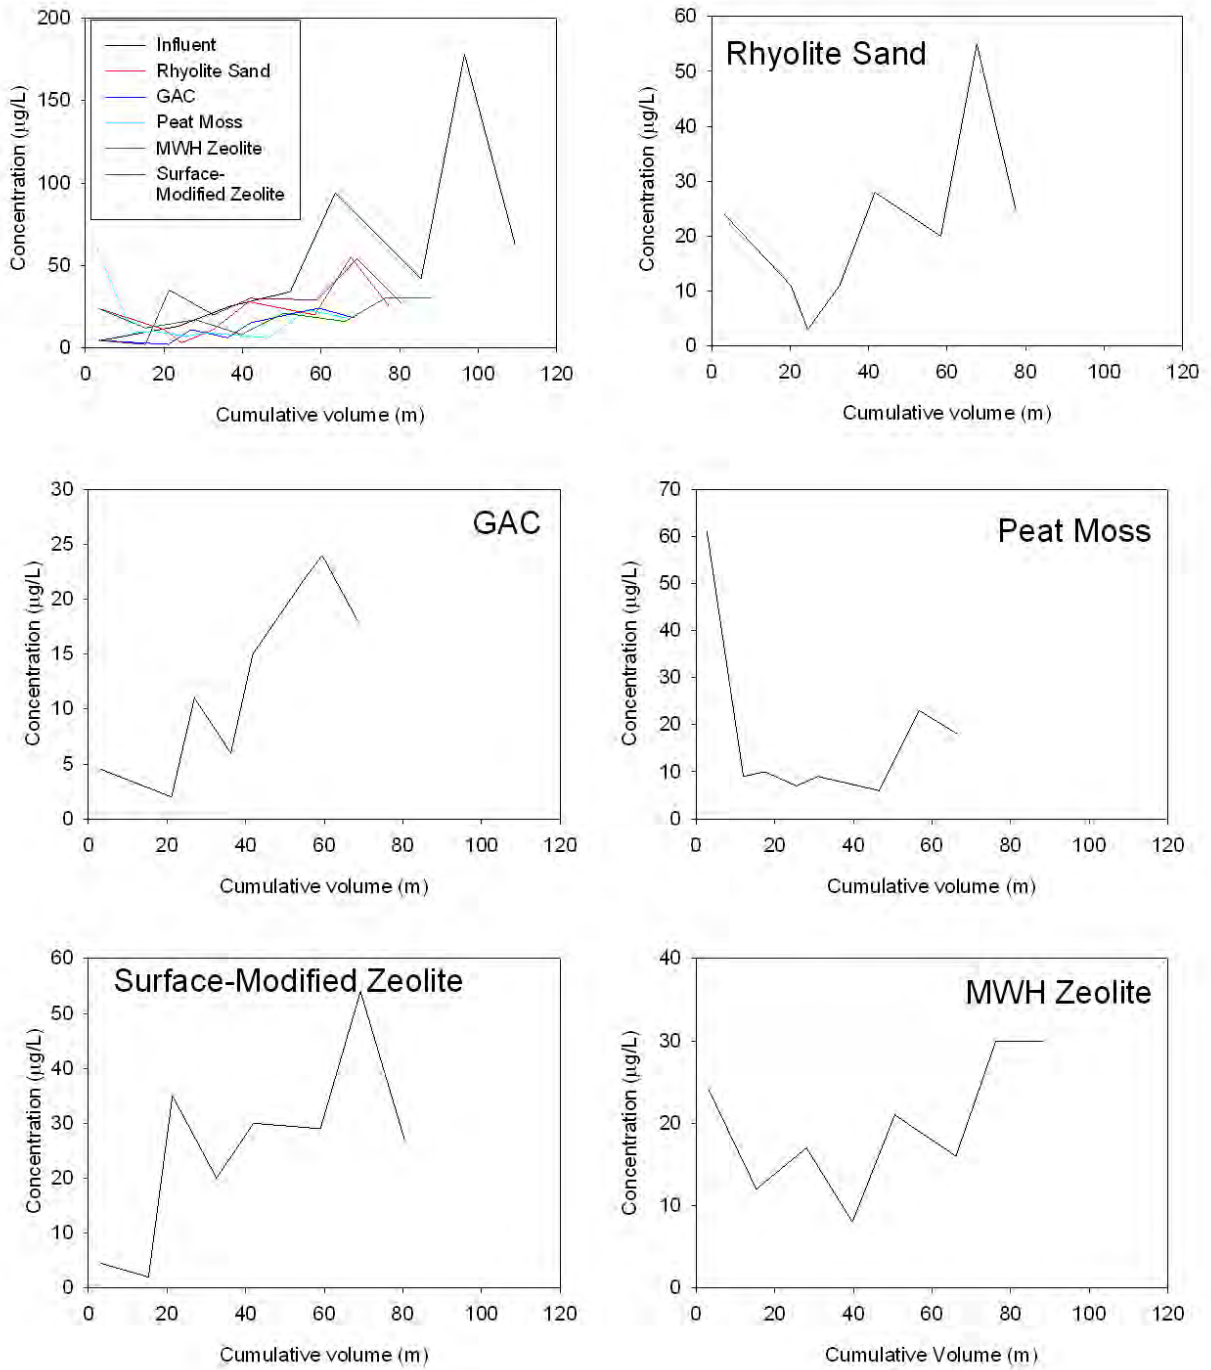 200
150
100
50
0
Concentration (µg/L)
Influent
Rhyolite Sand
GAC
Peat Moss
MWH Zeolite
Surface-
Modified Zeolite
0 20 40 60 80 100 120
Cumulative volume (m)
60
50
40
30
20
10
0
Concentration (µg/L)
Rhyolite Sand
0 20 40 60 80 100 120
Cumulative volume (m)
30
25
20
15
10
5
0
Concentration (µg/L)
GAC
0 20 40 60 80 100 120
Cumulative volume (m)
70
60
50
40
30
20
10
0
Concentration (µg/L)
Peat Moss
0 20 40 60 80 100 120
Cumulative volume (m)
60
50
40
30
20
10
0
Concentration (µg/L)
Surface-Modified Zeolite
0 20 40 60 80 100 120
Cumulative volume (m)
40
30
20
10
0
Concentration (µg/L)
MWH Zeolite
0 20 40 60 80 100 120
Cumulative Volume (m)